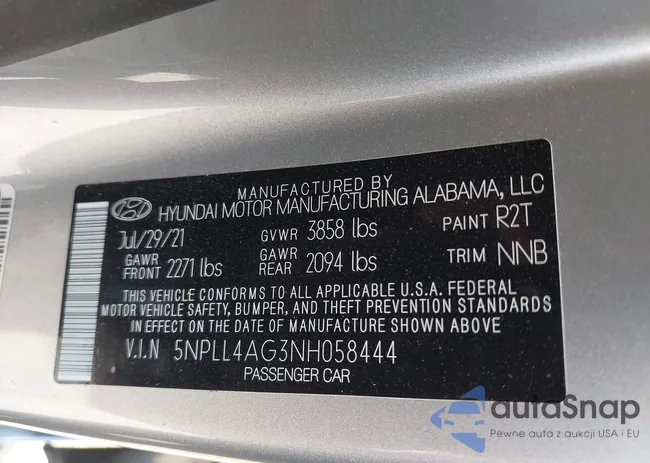 MANUFACTURED BY
HYUNDAI MOTOR MANUFACTURING ALABAMA, LLC
Jul/29/21 GVWR 3858 lbs PAINT R2T
GAWR FRONT 2271 lbs GAWR REAR 2094 lbs TRIM NNB
THIS VEHICLE CONFORMS TO ALL APPLICABLE U.S.A. FEDERAL
MOTOR VEHICLE SAFETY, BUMPER, AND THEFT PREVENTION STANDARDS
IN EFFECT ON THE DATE OF MANUFACTURE SHOWN ABOVE.
V.I.N 5NPLL4AG3NH058444
PASSENGER CAR
autaSnap
Pewne auta z aukcji USA i EU